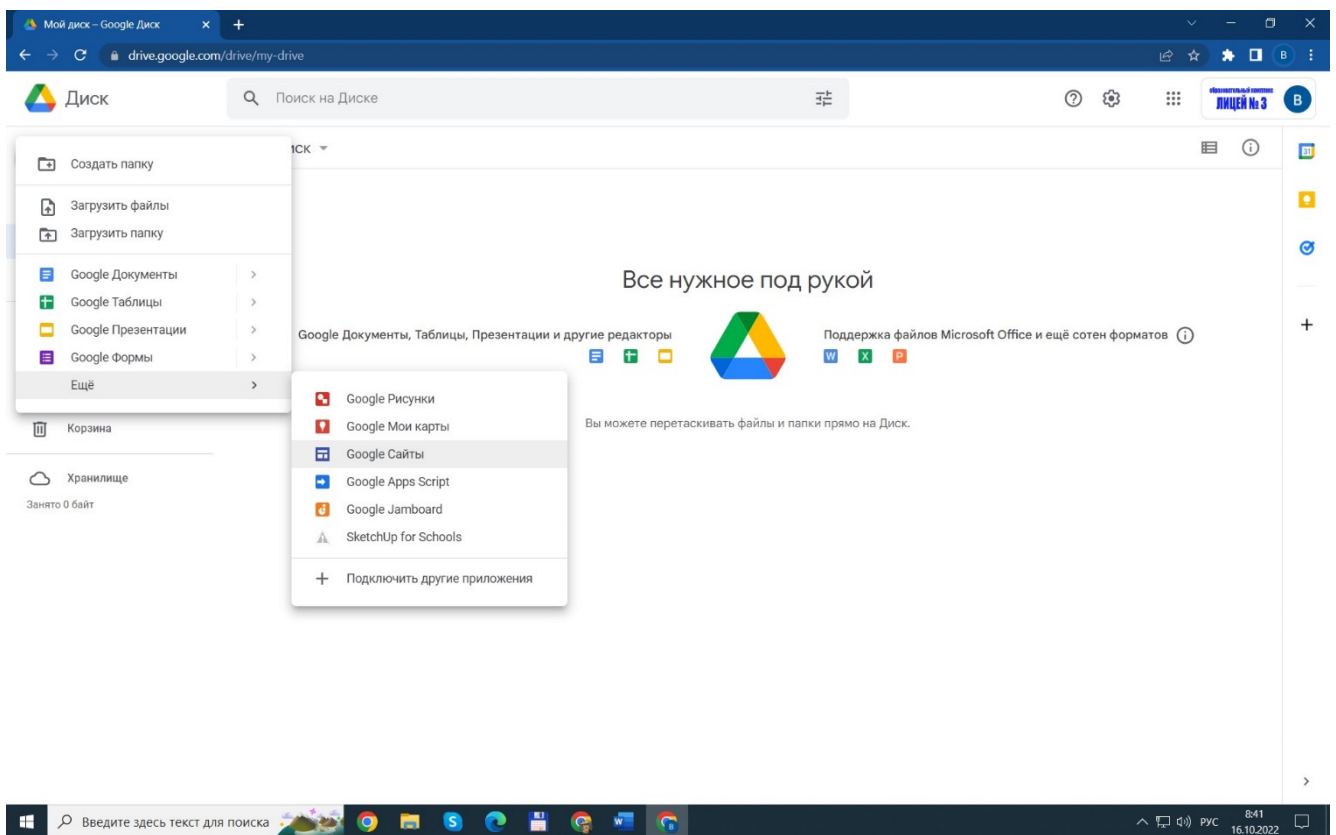 Мой диск – Google Диск
drive.google.com/drive/my-drive
B
Диск
Поиск на Диске
образовательный комплекс
ЛИЦЕЙ № 3
B
Создать папку
Загрузить файлы
Загрузить папку
Google Документы
Google Таблицы
Google Презентации
Google Формы
Ещё
иск
31
Все нужное под рукой
Google Документы, Таблицы, Презентации и другие редакторы
Поддержка файлов Microsoft Office и ещё сотен форматов
W X P
Вы можете перетаскивать файлы и папки прямо на Диск.
Google Рисунки
Google Мои карты
Google Сайты
Google Apps Script
Google Jamboard
SketchUp for Schools
Подключить другие приложения
Корзина
Хранилище
Занято 0 байт
Введите здесь текст для поиска
S
W
РУС
8:41
16.10.2022